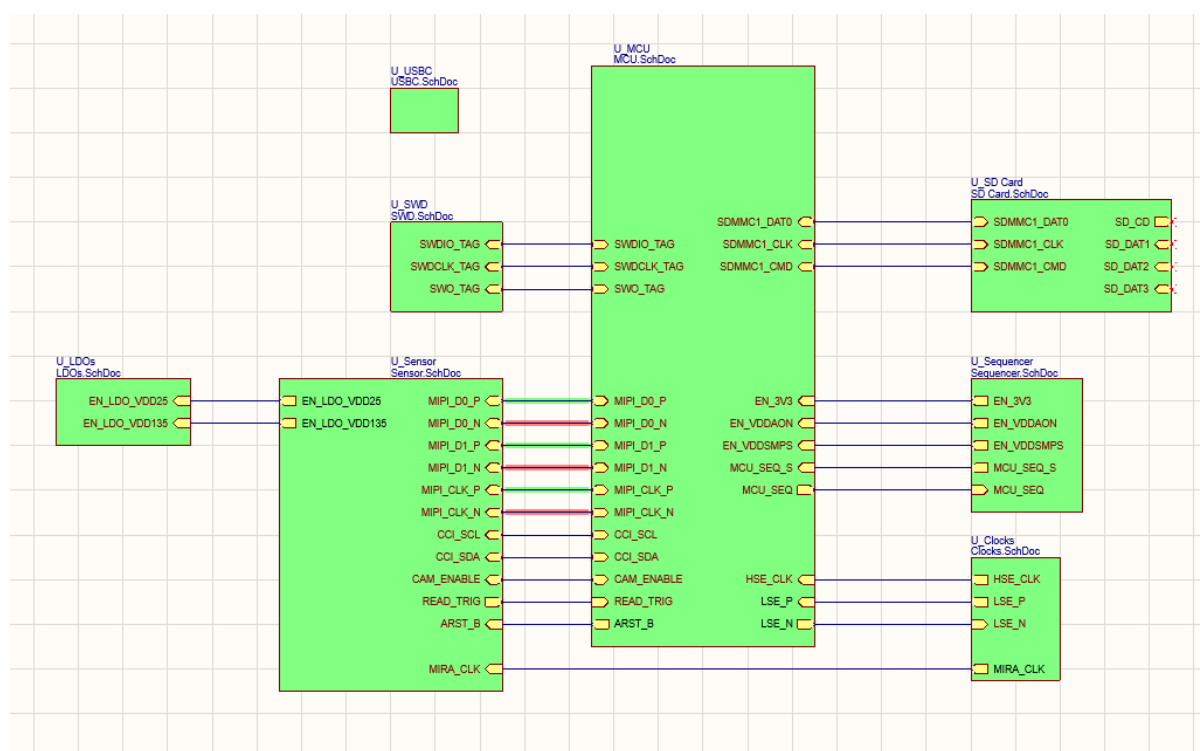 U_MCU
MCU.SchDoc
U_USBC
USBC.SchDoc
U_SD Card
SD Card.SchDoc
U_SWD
SWD.SchDoc
SDMMC1_DAT0
SDMMC1_DAT0
SD_CD
SWDIO_TAG
SWDIO_TAG
SDMMC1_CLK
SDMMC1_CLK
SD_DAT1
SWDCLK_TAG
SWDCLK_TAG
SDMMC1_CMD
SDMMC1_CMD
SD_DAT2
SWO_TAG
SWO_TAG
SD_DAT3
U_LDOs
LDOs.SchDoc
U_Sensor
Sensor.SchDoc
U_Sequencer
Sequencer.SchDoc
EN_LDO_VDD25
EN_LDO_VDD25
MIPI_D0_P
MIPI_D0_P
EN_3V3
EN_3V3
EN_LDO_VDD135
EN_LDO_VDD135
MIPI_D0_N
MIPI_D0_N
EN_VDDAON
EN_VDDAON
MIPI_D1_P
MIPI_D1_P
EN_VDDSMPS
EN_VDDSMPS
MIPI_D1_N
MIPI_D1_N
MCU_SEQ_S
MCU_SEQ_S
MIPI_CLK_P
MIPI_CLK_P
MCU_SEQ
MCU_SEQ
MIPI_CLK_N
MIPI_CLK_N
CCI_SCL
CCI_SCL
U_Clocks
Clocks.SchDoc
CCI_SDA
CCI_SDA
CAM_ENABLE
CAM_ENABLE
HSE_CLK
HSE_CLK
READ_TRIG
READ_TRIG
LSE_P
LSE_P
ARST_B
ARST_B
LSE_N
LSE_N
MIRA_CLK
MIRA_CLK